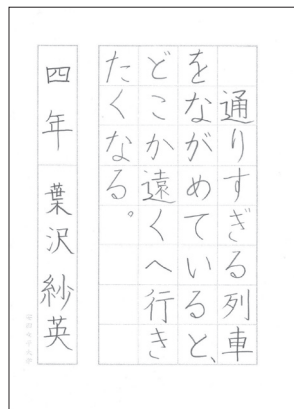 通りすぎる列車
をながめていると、
どこか遠くへ行き
たくなる。
四年 葉沢紗英